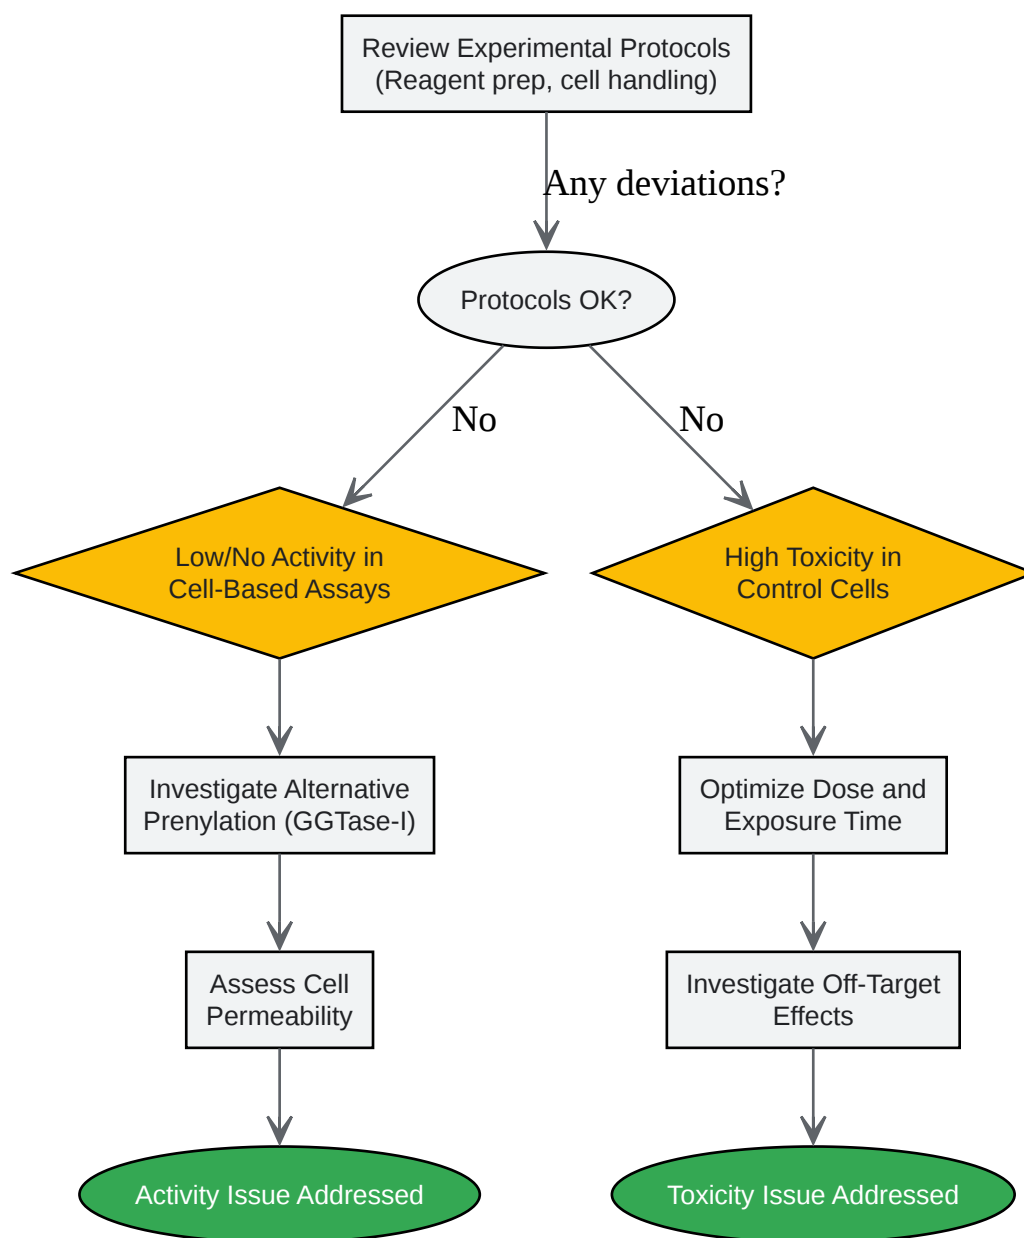 Review Experimental Protocols
(Reagent prep, cell handling)
Any deviations?
Protocols OK?
No
No
Low/No Activity in
Cell-Based Assays
High Toxicity in
Control Cells
Investigate Alternative
Prenylation (GGTase-I)
Optimize Dose and
Exposure Time
Assess Cell
Permeability
Investigate Off-Target
Effects
Activity Issue Addressed
Toxicity Issue Addressed